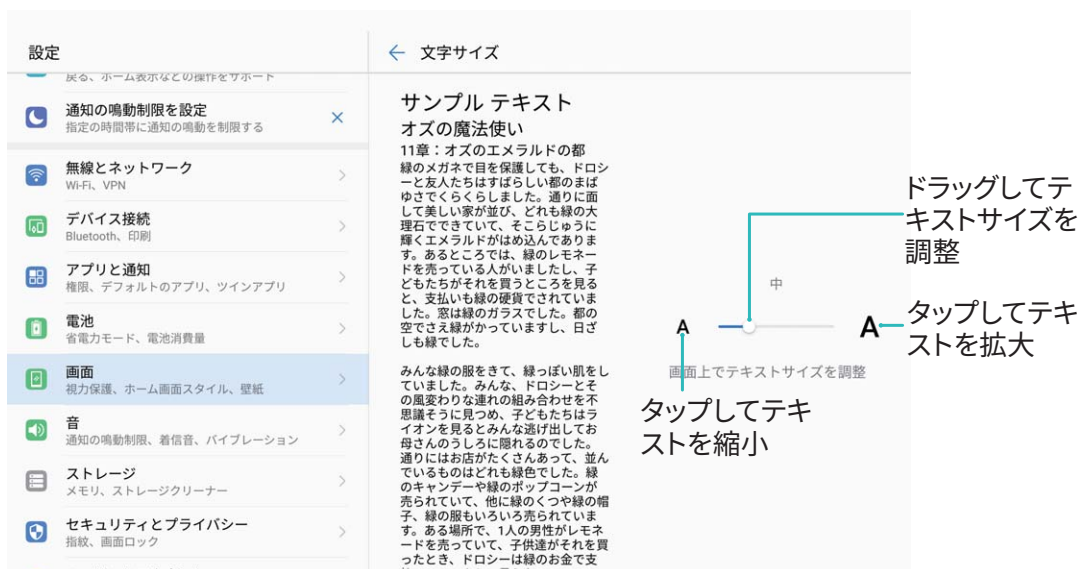 設定
戻る、ホーム表示などの操作をサポート
通知の鳴動制限を設定
指定の時間帯に通知の鳴動を制限する
無線とネットワーク
Wi-Fi、VPN
デバイス接続
Bluetooth、印刷
アプリと通知
権限、デフォルトのアプリ、ツインアプリ
電池
省電力モード、電池消費量
画面
視力保護、ホーム画面スタイル、壁紙
音
通知の鳴動制限、着信音、バイブレーション
ストレージ
メモリ、ストレージクリーナー
セキュリティとプライバシー
指紋、画面ロック
文字サイズ
サンプル テキスト
オズの魔法使い
11章：オズのエメラルドの都
緑のメガネで目を保護しても、ドロシ
ーと友人たちはすばらしい都のまば
ゆさでくらくらしました。通りに面
して美しい家が並び、どれも緑の大
理石でできていて、そこらじゅうに
輝くエメラルドがはめ込んでありま
す。あるところでは、緑のレモネー
ドを売っている人がいましたし、子
どもたちがそれを買うところを見る
と、支払いも緑の硬貨でされていま
した。窓は緑のガラスでした。都の
空でさえ緑がかっていますし、日ざ
しも緑でした。
みんな緑の服をきて、緑っぽい肌をし
ていました。みんな、ドロシーとそ
の風変わりな連れの組み合わせを不
思議そうに見つめ、子どもたちはラ
イオンを見るとみんな逃げ出してお
母さんのうしろに隠れるのでした。
通りにはお店がたくさんあって、並ん
でいるものはどれも緑色でした。緑
のキャンデーや緑のポップコーンが
売られていて、他に緑のくつや緑の帽
子、緑の服もいろいろ売られていま
す。ある場所で、1人の男性がレモネ
ードを売っていて、子供達がそれを買
ったとき、ドロシーは緑のお金で支
中
A
A
画面上でテキストサイズを調整
ドラッグしてテ
キストサイズを
調整
タップしてテキ
ストを拡大
タップしてテキ
ストを縮小